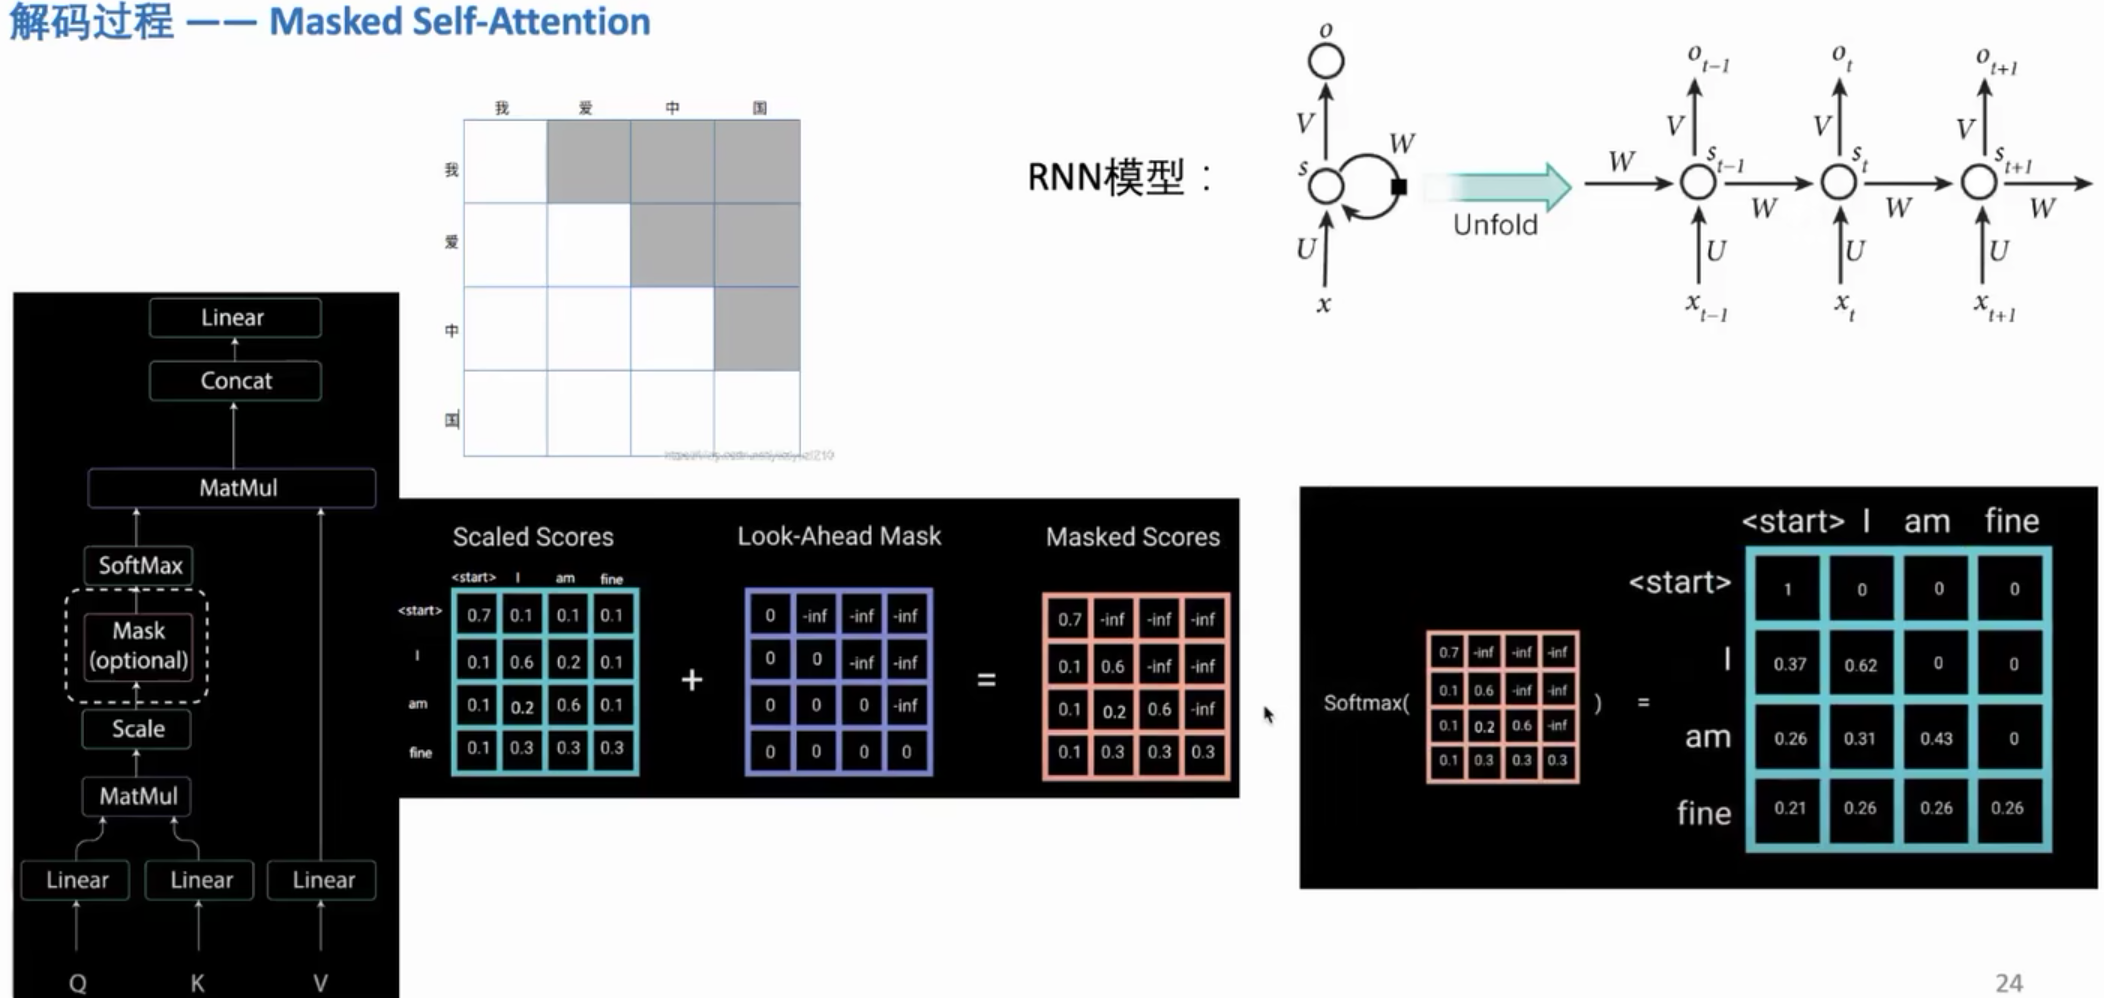 解码过程 —— Masked Self-Attention
我 爱 中 国
我
爱
中
国
RNN模型：
o
V
s
W
U
x
Unfold
o t-1 o t o t+1
V V V
W s t-1 s t s t+1
W W W
U U U
x t-1 x t x t+1
Linear
Concat
MatMul
SoftMax
Mask
(optional)
Scale
MatMul
Linear Linear Linear
Q K V
Scaled Scores
<start> I am fine
<start> 0.7 0.1 0.1 0.1
I 0.1 0.6 0.2 0.1
am 0.1 0.2 0.6 0.1
fine 0.1 0.3 0.3 0.3
+
Look-Ahead Mask
0 -inf -inf -inf
0 0 -inf -inf
0 0 0 -inf
0 0 0 0
=
Masked Scores
0.7 -inf -inf -inf
0.1 0.6 -inf -inf
0.1 0.2 0.6 -inf
0.1 0.3 0.3 0.3
Softmax(
0.7 -inf -inf -inf
0.1 0.6 -inf -inf
0.1 0.2 0.6 -inf
0.1 0.3 0.3 0.3
) =
<start> I am fine
<start> 1 0 0 0
I 0.37 0.62 0 0
am 0.26 0.31 0.43 0
fine 0.21 0.26 0.26 0.26
24